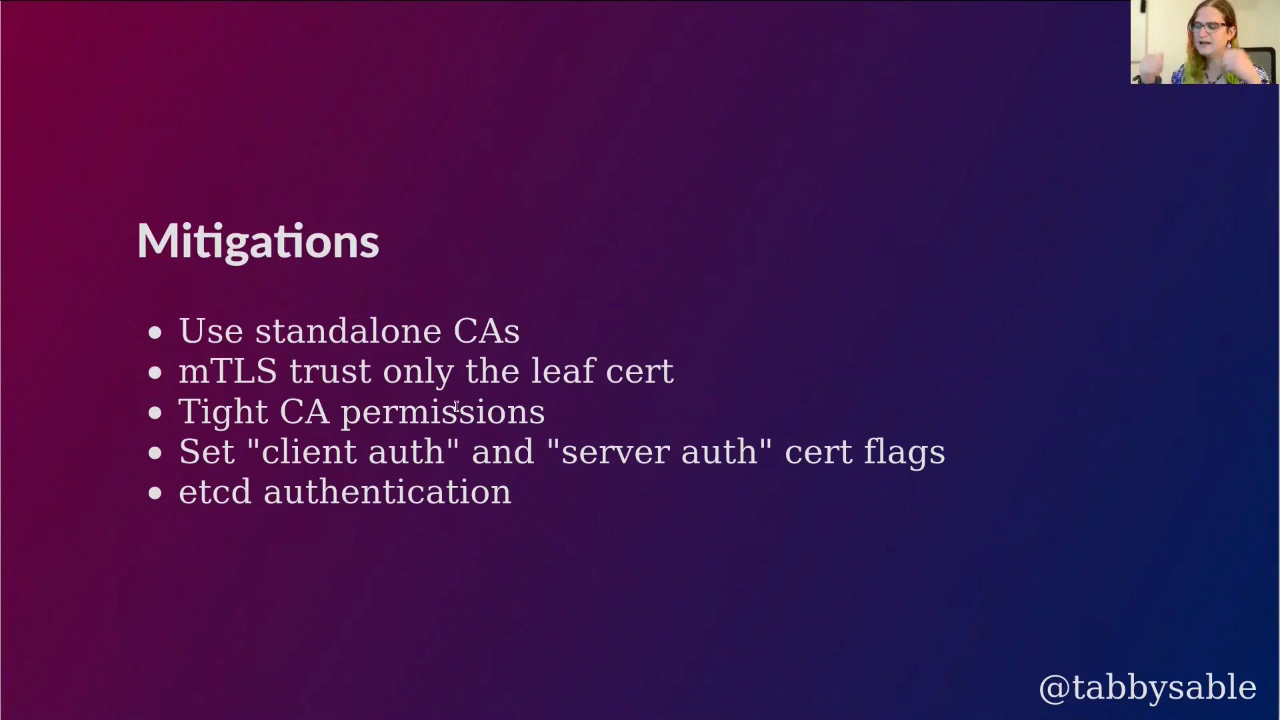 Mitigations
Use standalone CAs
mTLS trust only the leaf cert
Tight CA permissions
Set "client auth" and "server auth" cert flags
etcd authentication
@tabbysable